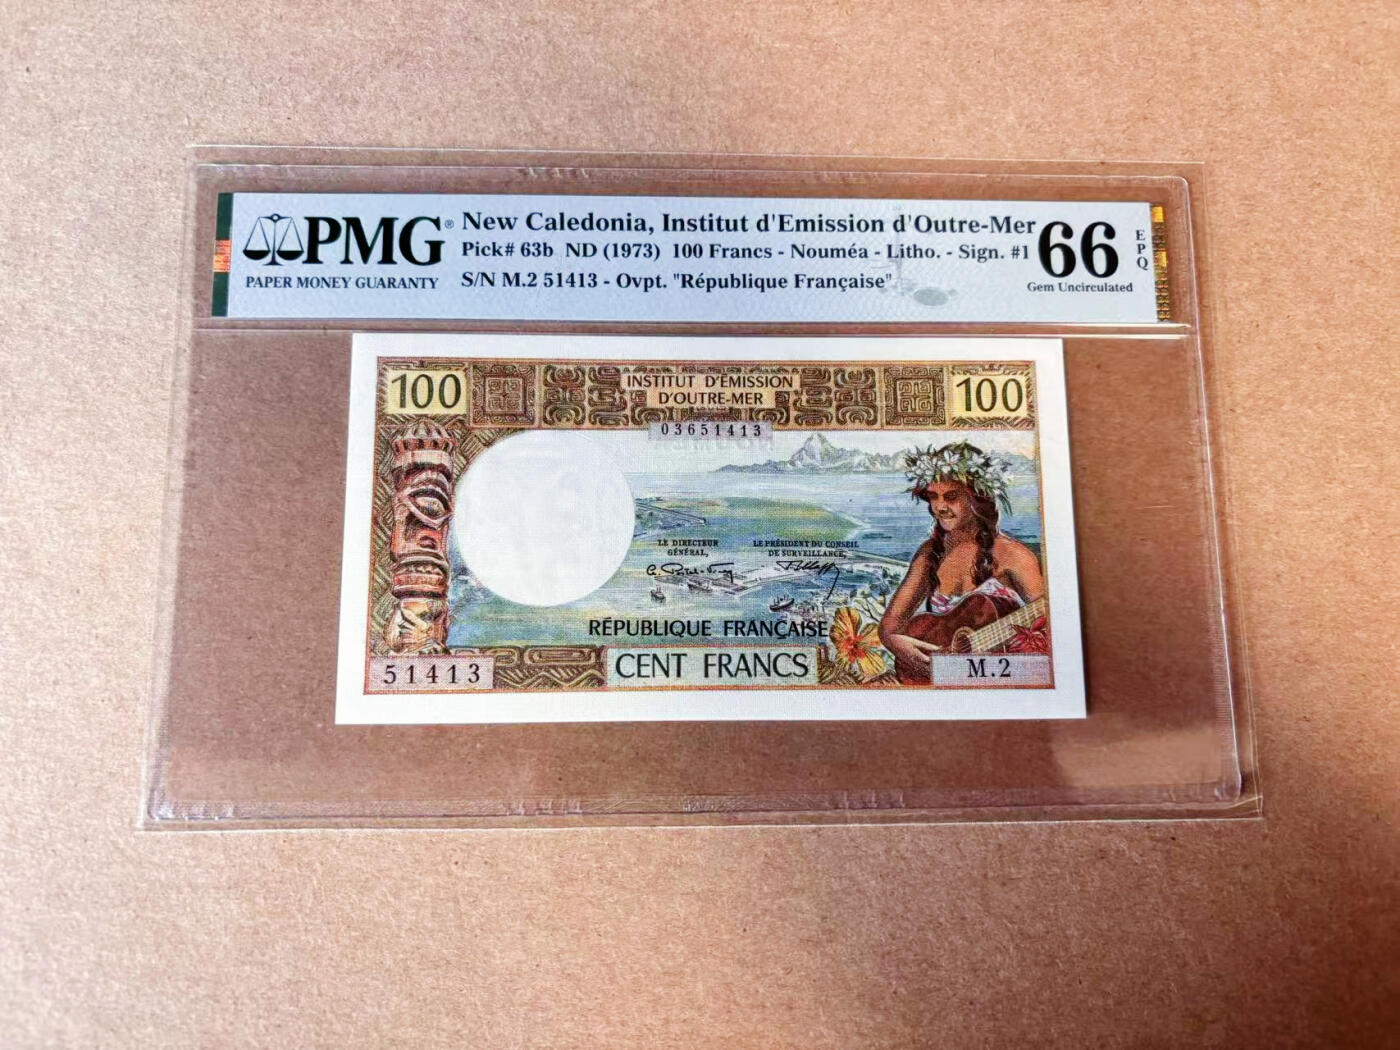 PMG®
PAPER MONEY GUARANTY
New Caledonia, Institut d'Emission d'Outre-Mer
Pick# 63b ND (1973) 100 Francs - Nouméa - Litho. - Sign. #1
S/N M.2 51413 - Ovpt. "République Française"
66
EPQ
Gem Uncirculated
100
INSTITUT D'ÉMISSION
D'OUTRE-MER
100
03651413
LE DIRECTEUR
GÉNÉRAL,
LE PRÉSIDENT DU CONSEIL
DE SURVEILLANCE,
RÉPUBLIQUE FRANÇAISE
51413
CENT FRANCS
M.2